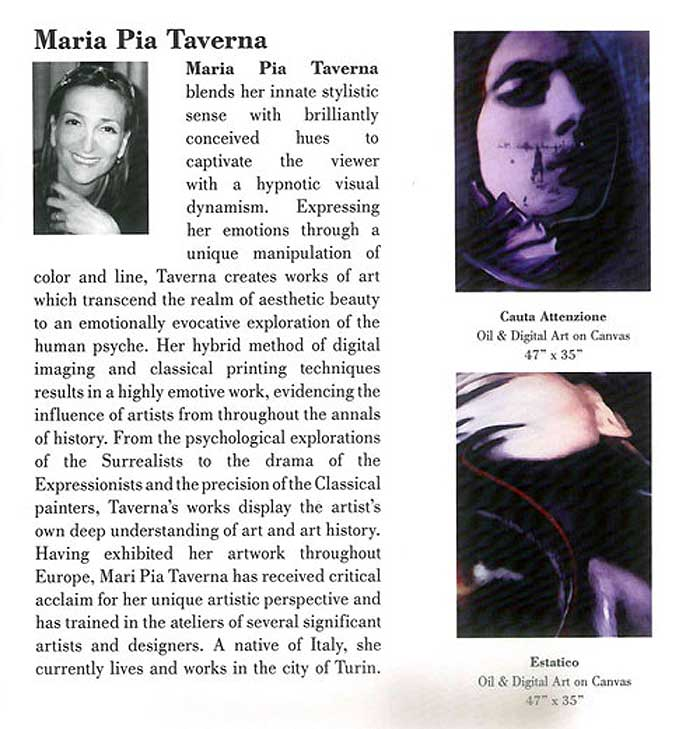 Maria Pia Taverna
Maria Pia Taverna
blends her innate stylistic
sense with brilliantly
conceived hues to
captivate the viewer
with a hypnotic visual
dynamism. Expressing
her emotions through a
unique manipulation of
color and line, Taverna creates works of art
which transcend the realm of aesthetic beauty
to an emotionally evocative exploration of the
human psyche. Her hybrid method of digital
imaging and classical printing techniques
results in a highly emotive work, evidencing the
influence of artists from throughout the annals
of history. From the psychological explorations
of the Surrealists to the drama of the
Expressionists and the precision of the Classical
painters, Taverna's works display the artist's
own deep understanding of art and art history.
Having exhibited her artwork throughout
Europe, Mari Pia Taverna has received critical
acclaim for her unique artistic perspective and
has trained in the ateliers of several significant
artists and designers. A native of Italy, she
currently lives and works in the city of Turin.
Cauta Attenzione
Oil & Digital Art on Canvas
47" x 35"
Estatico
Oil & Digital Art on Canvas
47" x 35"